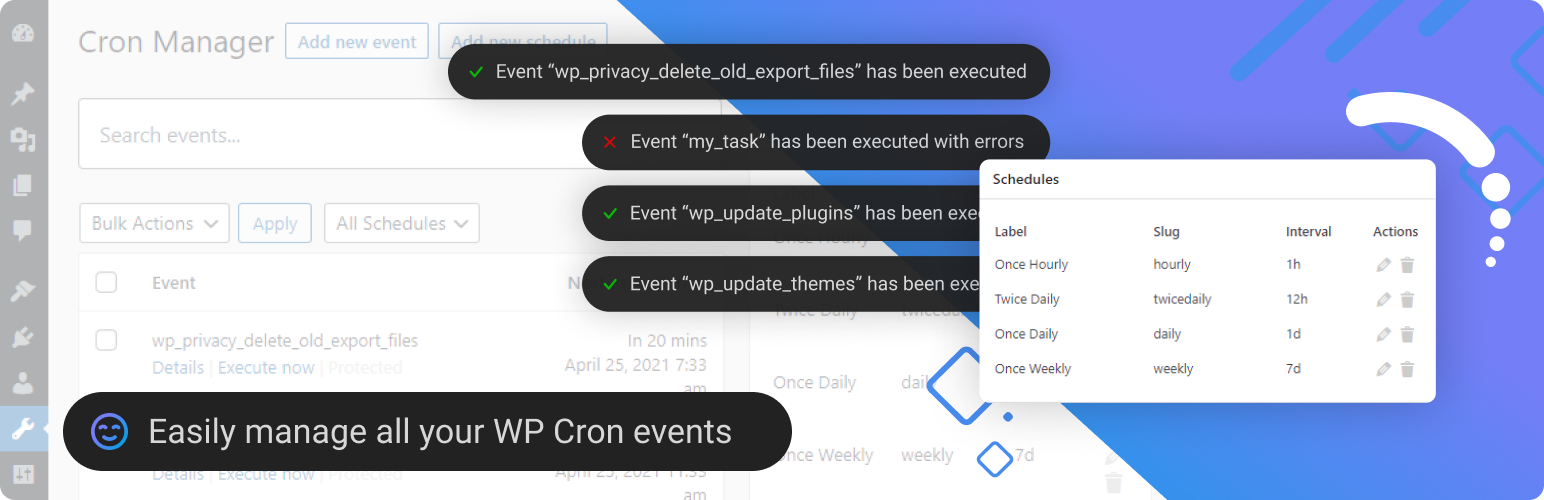 Cron Manager
Add new event
Add new schedule
Event “wp_privacy_delete_old_export_files” has been executed
Search events...
Event “my_task” has been executed with errors
Bulk Actions
Apply
All Schedules
Event “wp_update_plugins” has been exe
Event
N
Event “wp_update_themes” has been exe
Schedules
Label Slug Interval Actions
Once Hourly hourly 1h
Twice Daily twicedaily 12h
Once Daily daily 1d
Once Weekly weekly 7d
wp_privacy_delete_old_export_files
Details | Execute now | Protected
In 20 mins
April 25, 2021 7:33
am
Once Hourly
Twice Daily twiceda
Once Daily dail
Once Weekly weekly 7d
Easily manage all your WP Cron events
Details | Execute now | Protected
April 25, 2021 11:33
am